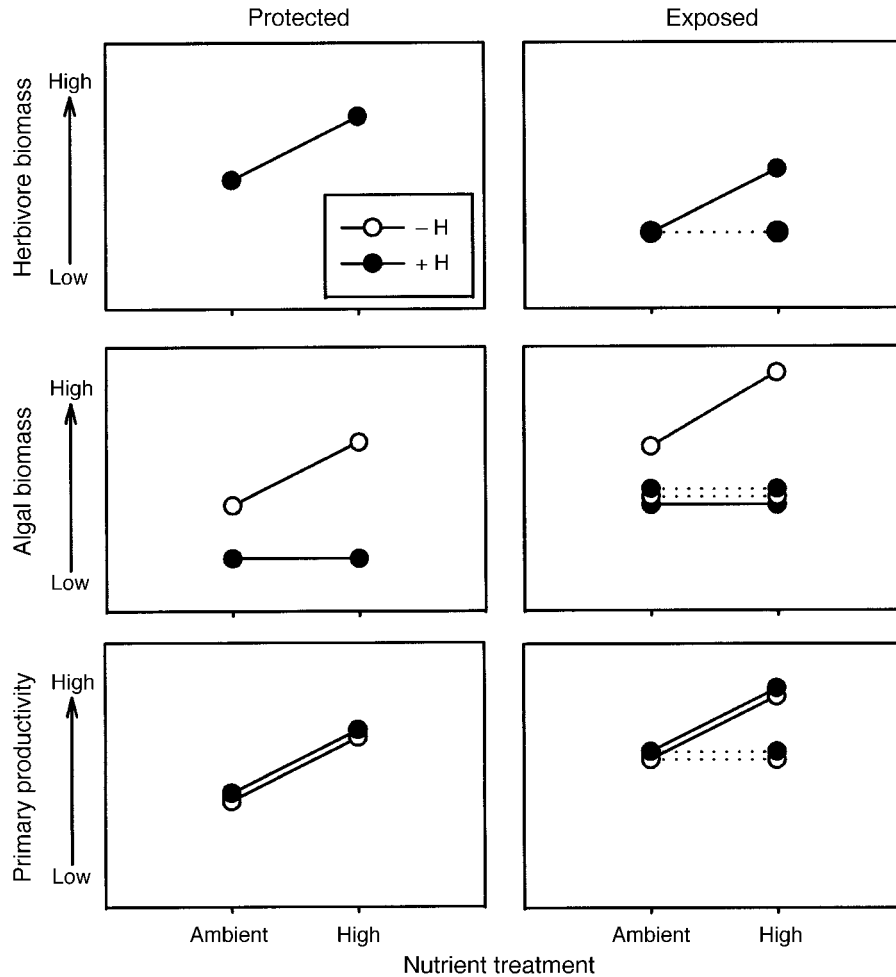 Protected
Exposed
Herbivore biomass
High
Low
– H
+ H
Algal biomass
High
Low
Primary productivity
High
Low
Ambient
High
Ambient
High
Nutrient treatment